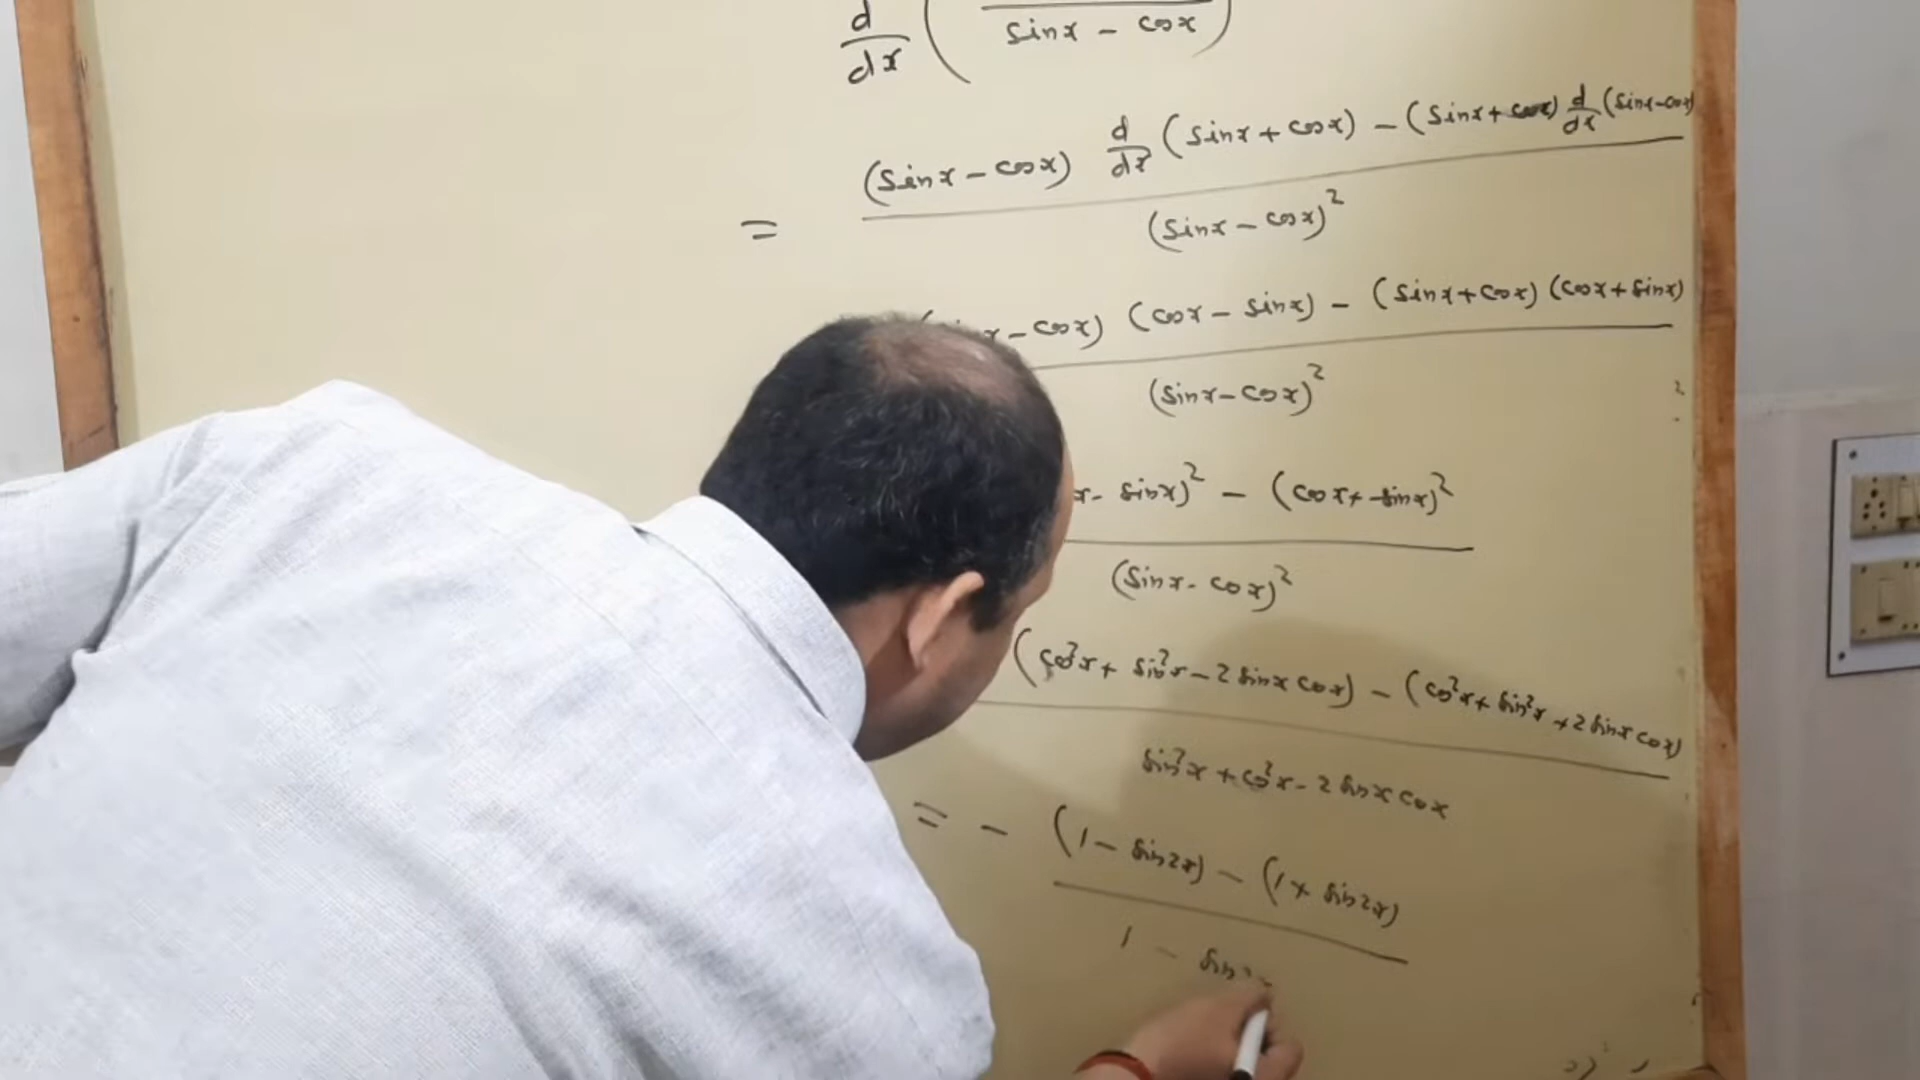 d/dx ( / sinx - cosx )
= (sinx - cosx) d/dx (sinx + cosx) - (sinx + cosx) d/dx (sinx - cosx) / (sinx - cosx)²
x - cosx) (cosx - sinx) - (sinx + cosx) (cosx + sinx) / (sinx - cosx)²
x - sinx)² - (cosx + sinx)² / (sinx - cosx)²
(cos²x + sin²x - 2 sinx cosx) - (cos²x + sin²x + 2 sinx cosx) / sin²x + cos²x - 2 sinx cosx
= - (1 - sin2x) - (1 + sin2x) / 1 - sin